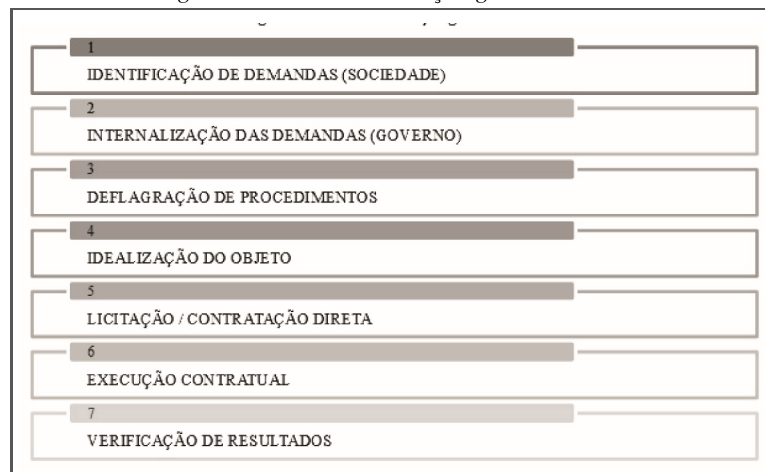 1
IDENTIFICAÇÃO DE DEMANDAS (SOCIEDADE)
2
INTERNALIZAÇÃO DAS DEMANDAS (GOVERNO)
3
DEFLAGRAÇÃO DE PROCEDIMENTOS
4
IDEALIZAÇÃO DO OBJETO
5
LICITAÇÃO / CONTRATAÇÃO DIRETA
6
EXECUÇÃO CONTRATUAL
7
VERIFICAÇÃO DE RESULTADOS